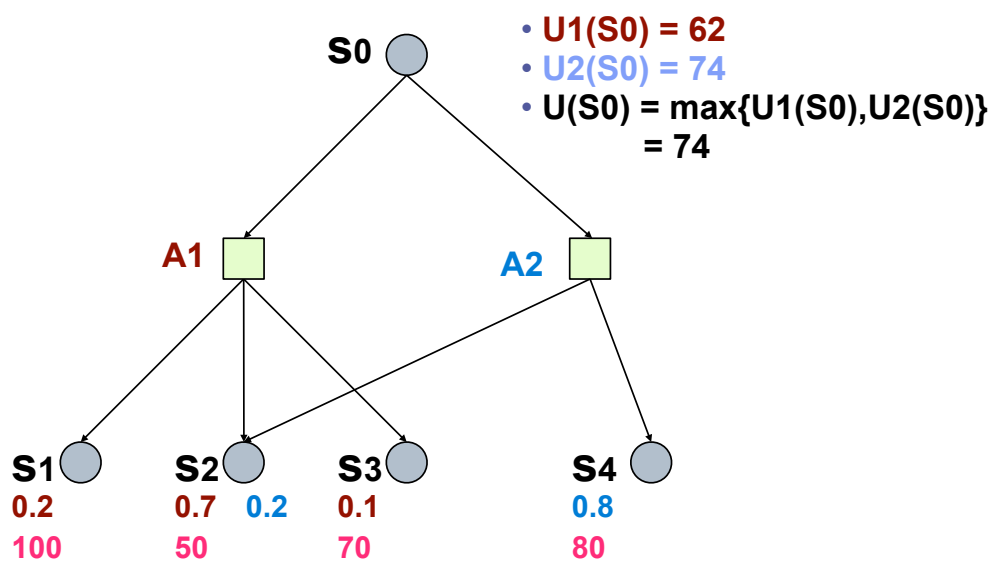 S0
• U1(S0) = 62
• U2(S0) = 74
• U(S0) = max{U1(S0),U2(S0)}
= 74
A1
A2
S1 S2 S3 S4
0.2 0.7 0.2 0.1 0.8
100 50 70 80